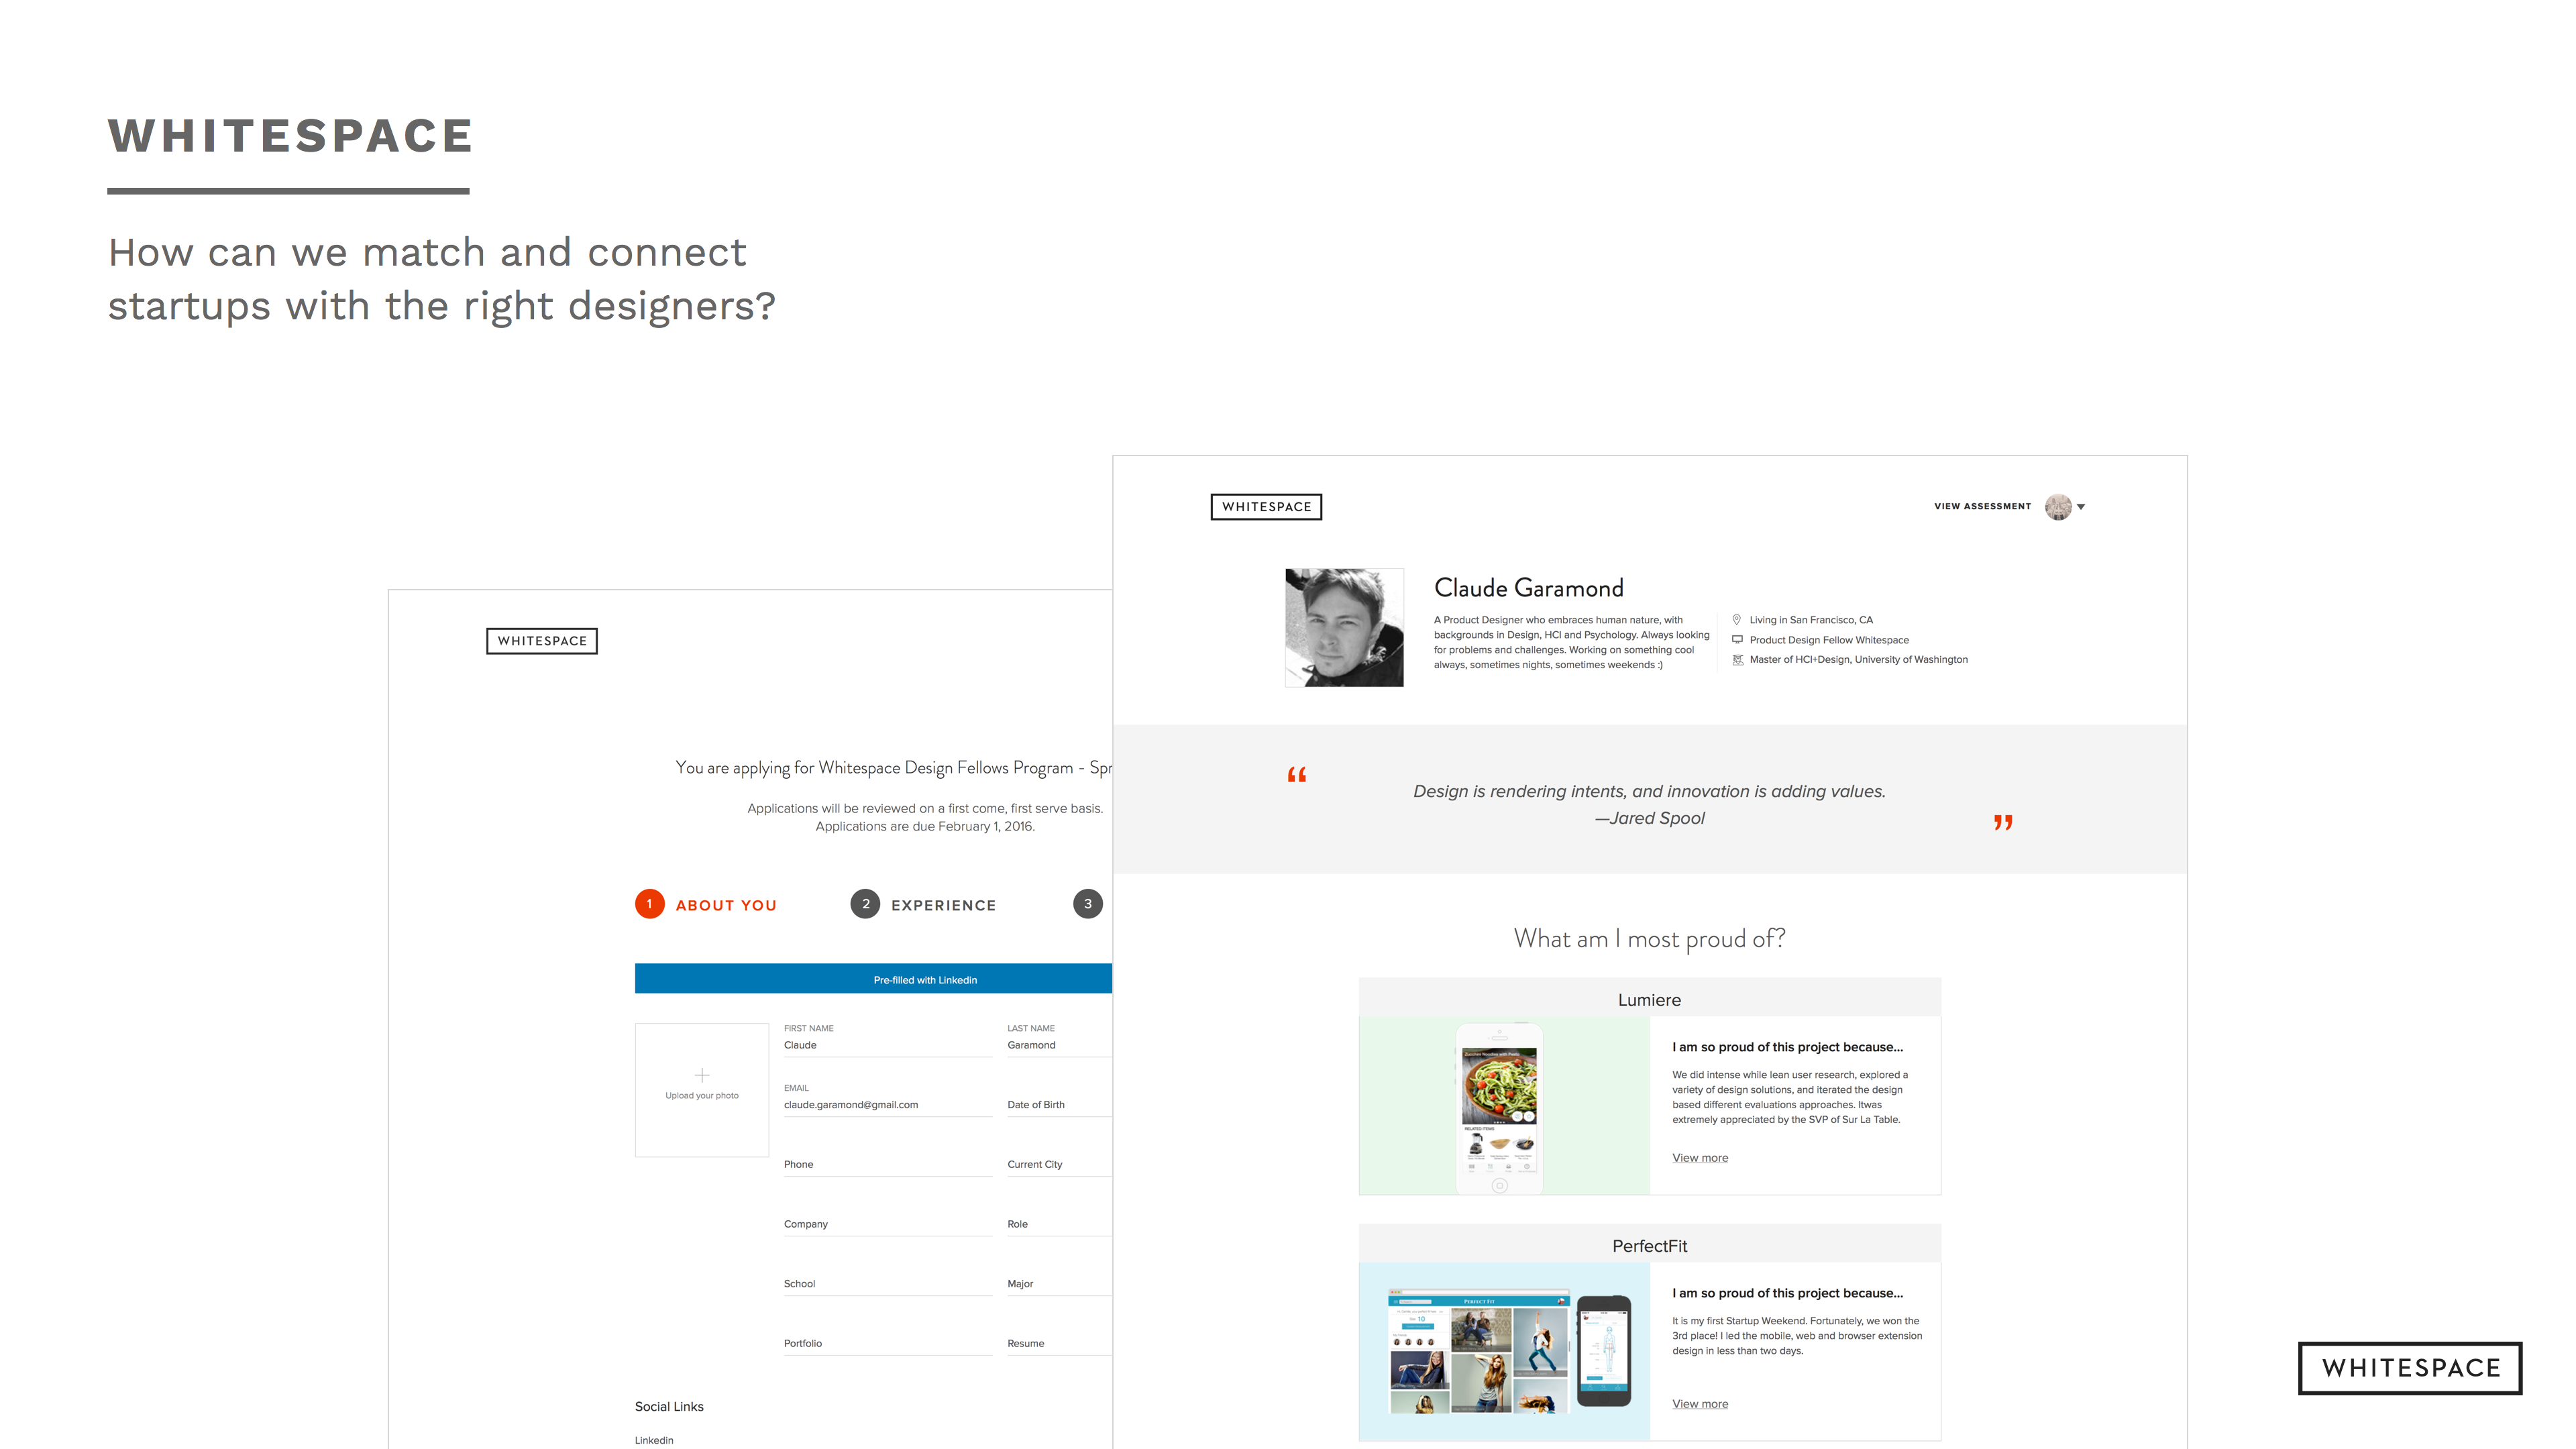 WHITESPACE
How can we match and connect
startups with the right designers?
WHITESPACE
You are applying for Whitespace Design Fellows Program - Spr
Applications will be reviewed on a first come, first serve basis.
Applications are due February 1, 2016.
1 ABOUT YOU
2 EXPERIENCE
3
Pre-filled with Linkedin
Upload your photo
FIRST NAME
Claude
LAST NAME
Garamond
EMAIL
claude.garamond@gmail.com
Date of Birth
Phone
Current City
Company
Role
School
Major
Portfolio
Resume
Social Links
Linkedin
WHITESPACE
VIEW ASSESSMENT
Claude Garamond
A Product Designer who embraces human nature, with
backgrounds in Design, HCI and Psychology. Always looking
for problems and challenges. Working on something cool
always, sometimes nights, sometimes weekends :)
Living in San Francisco, CA
Product Design Fellow Whitespace
Master of HCI+Design, University of Washington
“
Design is rendering intents, and innovation is adding values.
—Jared Spool
”
What am I most proud of?
Lumiere
RELATED ITEMS
I am so proud of this project because...
We did intense while lean user research, explored a
variety of design solutions, and iterated the design
based different evaluations approaches. Itwas
extremely appreciated by the SVP of Sur La Table.
View more
PerfectFit
PERFECT FIT
10
I am so proud of this project because...
It is my first Startup Weekend. Fortunately, we won the
3rd place! I led the mobile, web and browser extension
design in less than two days.
View more
WHITESPACE